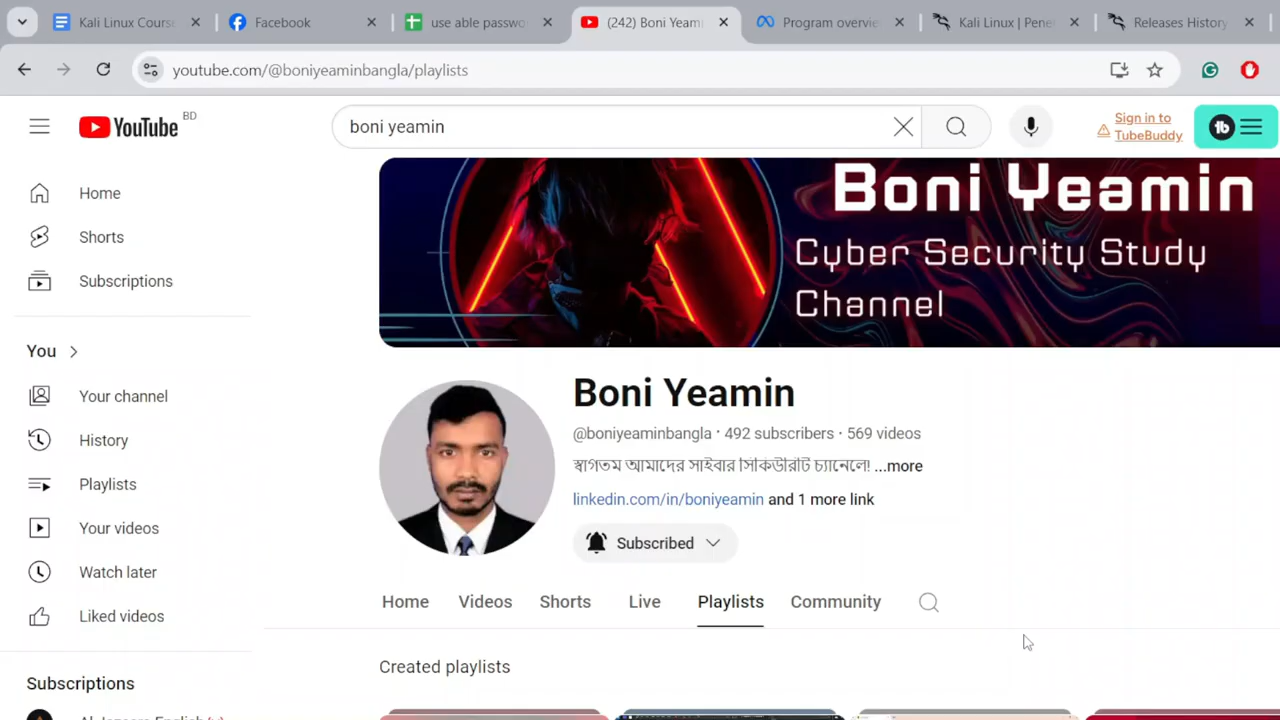 Kali Linux Course
Facebook
use able passwo
(242) Boni Yeami
Program overvie
Kali Linux | Pene
Releases History
youtube.com/@boniyeaminbangla/playlists
YouTube BD
boni yeamin
Sign in to
TubeBuddy
tb
Home
Shorts
Subscriptions
You
Your channel
History
Playlists
Your videos
Watch later
Liked videos
Subscriptions
Boni Yeamin
Cyber Security Study
Channel
Boni Yeamin
@boniyeaminbangla • 492 subscribers • 569 videos
স্বাগতম আমাদের সাইবার সিকিউরিটি চ্যানেলে! ...more
linkedin.com/in/boniyeamin and 1 more link
Subscribed
Home Videos Shorts Live Playlists Community
Created playlists